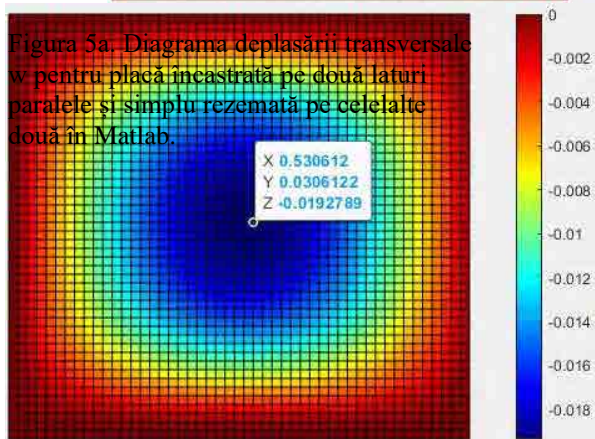 Figura 5a. Diagrama deplasării transversale
w pentru placă încastrată pe două laturi
paralele și simplu rezemată pe celelalte
două în Matlab.
X 0.530612
Y 0.0306122
Z -0.0192789
0
-0.002
-0.004
-0.006
-0.008
-0.01
-0.012
-0.014
-0.016
-0.018